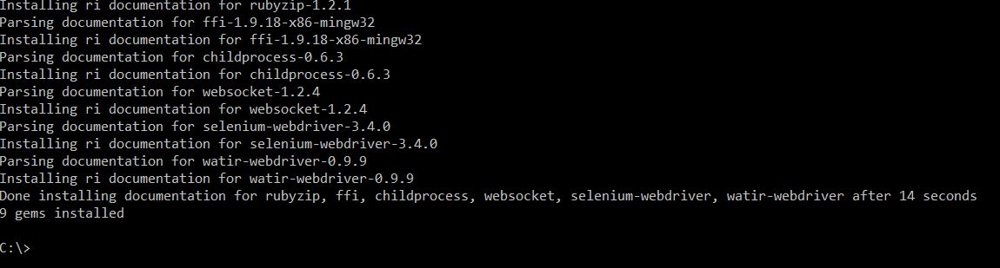 Installing ri documentation for rubyzip-1.2.1
Parsing documentation for ffi-1.9.18-x86-mingw32
Installing ri documentation for ffi-1.9.18-x86-mingw32
Parsing documentation for childprocess-0.6.3
Installing ri documentation for childprocess-0.6.3
Parsing documentation for websocket-1.2.4
Installing ri documentation for websocket-1.2.4
Parsing documentation for selenium-webdriver-3.4.0
Installing ri documentation for selenium-webdriver-3.4.0
Parsing documentation for watir-webdriver-0.9.9
Installing ri documentation for watir-webdriver-0.9.9
Done installing documentation for rubyzip, ffi, childprocess, websocket, selenium-webdriver, watir-webdriver after 14 seconds
9 gems installed
C:\>